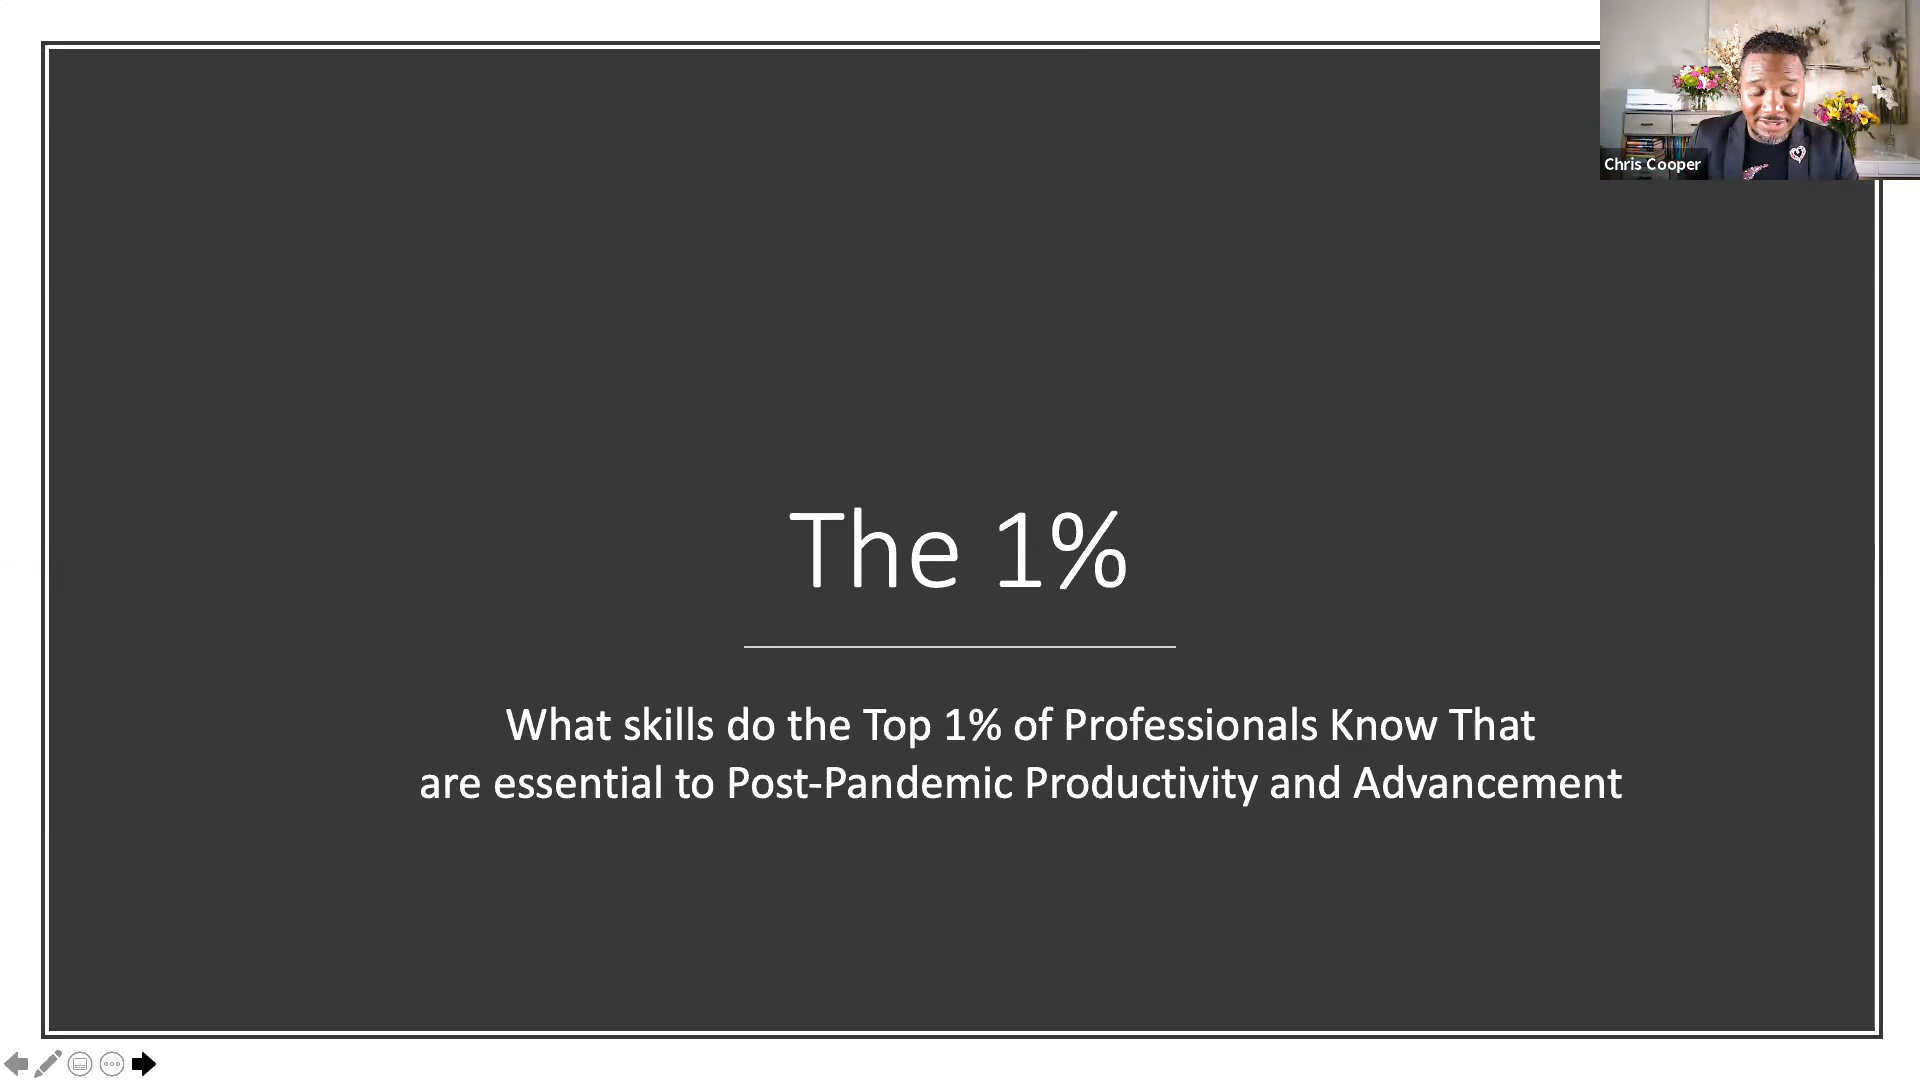 Chris Cooper
The 1%
What skills do the Top 1% of Professionals Know That
are essential to Post-Pandemic Productivity and Advancement